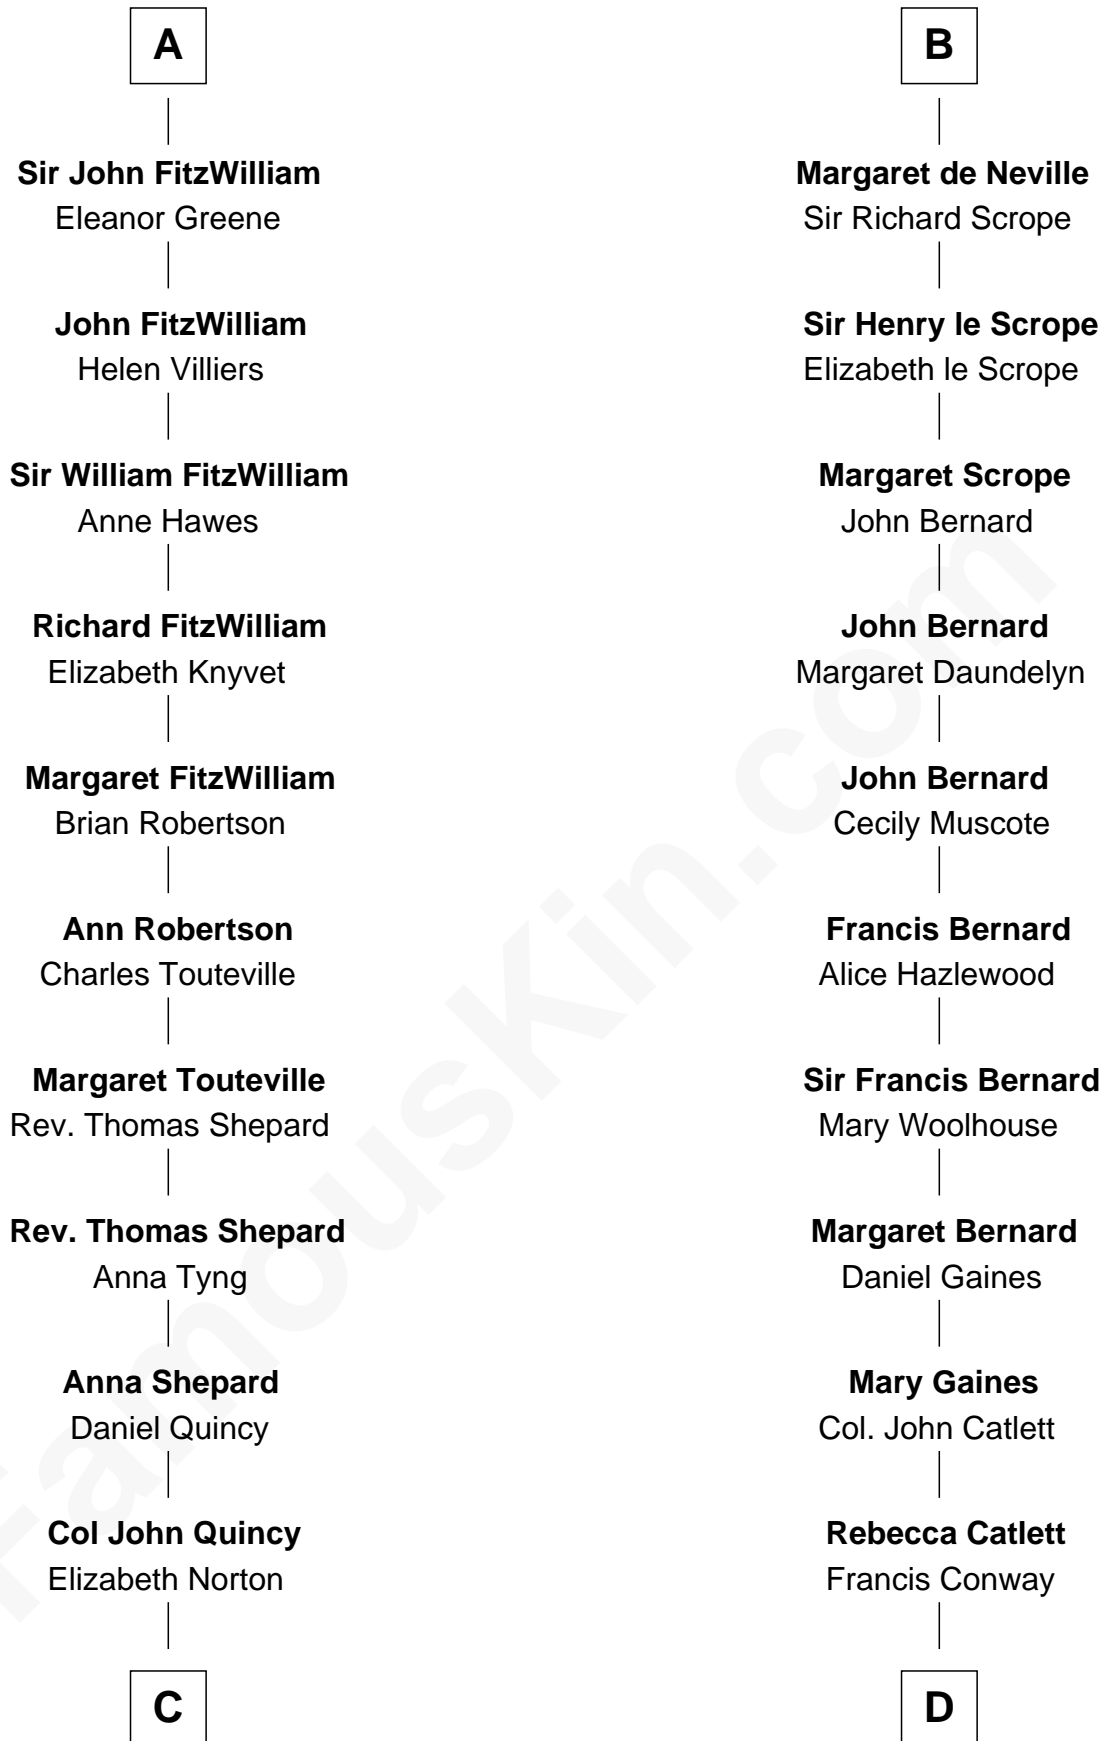 A
Sir John FitzWilliam
Eleanor Greene
John FitzWilliam
Helen Villiers
Sir William FitzWilliam
Anne Hawes
Richard FitzWilliam
Elizabeth Knyvet
Margaret FitzWilliam
Brian Robertson
Ann Robertson
Charles Touteville
Margaret Touteville
Rev. Thomas Shepard
Rev. Thomas Shepard
Anna Tyng
Anna Shepard
Daniel Quincy
Col John Quincy
Elizabeth Norton
C
B
Margaret de Neville
Sir Richard Scrope
Sir Henry le Scrope
Elizabeth le Scrope
Margaret Scrope
John Bernard
John Bernard
Margaret Daundelyn
John Bernard
Cecily Muscote
Francis Bernard
Alice Hazlewood
Sir Francis Bernard
Mary Woolhouse
Margaret Bernard
Daniel Gaines
Mary Gaines
Col. John Catlett
Rebecca Catlett
Francis Conway
D
FamousKin.com